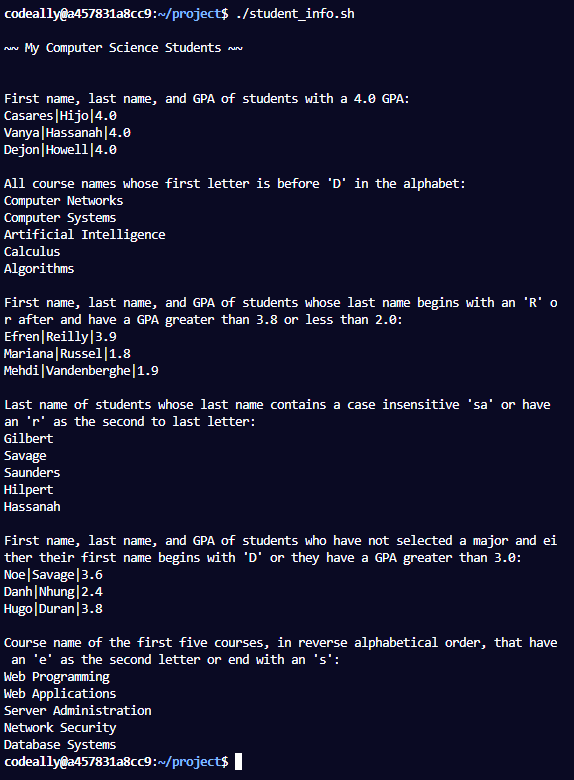 codeally@a457831a8cc9:~/project$ ./student_info.sh
~~ My Computer Science Students ~~
First name, last name, and GPA of students with a 4.0 GPA:
Casares|Hijo|4.0
Vanya|Hassanah|4.0
Dejon|Howell|4.0
All course names whose first letter is before 'D' in the alphabet:
Computer Networks
Computer Systems
Artificial Intelligence
Calculus
Algorithms
First name, last name, and GPA of students whose last name begins with an 'R' o
r after and have a GPA greater than 3.8 or less than 2.0:
Efren|Reilly|3.9
Mariana|Russel|1.8
Mehdi|Vandenberghe|1.9
Last name of students whose last name contains a case insensitive 'sa' or have
an 'r' as the second to last letter:
Gilbert
Savage
Saunders
Hilpert
Hassanah
First name, last name, and GPA of students who have not selected a major and ei
ther their first name begins with 'D' or they have a GPA greater than 3.0:
Noe|Savage|3.6
Danh|Nhung|2.4
Hugo|Duran|3.8
Course name of the first five courses, in reverse alphabetical order, that have
an 'e' as the second letter or end with an 's':
Web Programming
Web Applications
Server Administration
Network Security
Database Systems
codeally@a457831a8cc9:~/project$